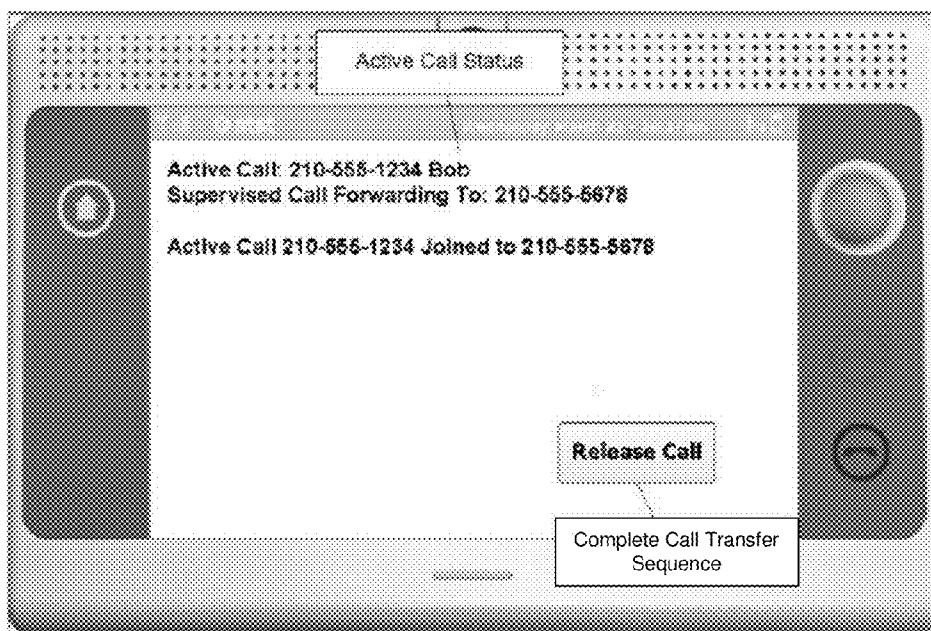 Active Call Status
Active Call: 210-555-1234 Bob
Supervised Call Forwarding To: 210-555-5678
Active Call 210-555-1234 Joined to 210-555-5678
Release Call
Complete Call Transfer
Sequence